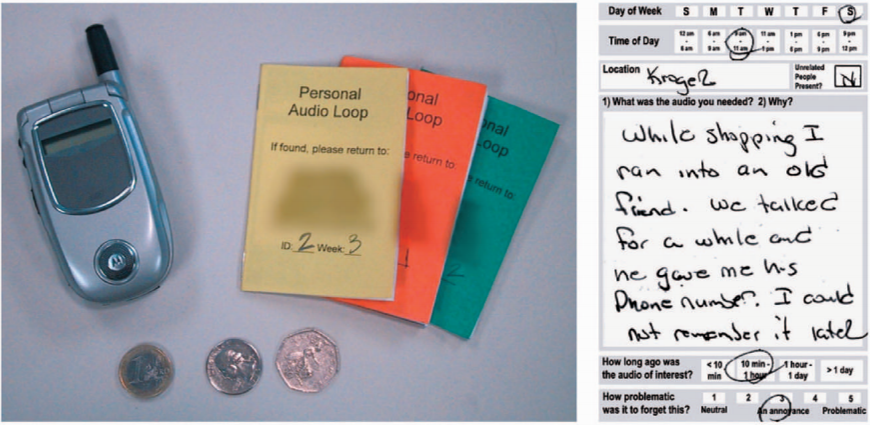 Personal
Audio Loop
If found, please return to:
ID: 2 Week: 3
onal
Loop
e return to:
1
onal
oop
return to:
2
Day of Week S M T W T F S
Time of Day
12 am - 6 am
6 am - 9 am
9 am - 11 am
11 am - 1 pm
1 pm - 6 pm
6 pm - 9 pm
9 pm - 12 pm
Location Kroger
Unrelated
People
Present? N
1) What was the audio you needed? 2) Why?
While shopping I
ran into an old
friend. We talked
for a while and
he gave me his
Phone number. I could
not remember it later
How long ago was
the audio of interest?
< 10 min
10 min - 1 hour
1 hour - 1 day
> 1 day
How problematic
was it to forget this?
1 2 3 4 5
Neutral An annoyance Problematic